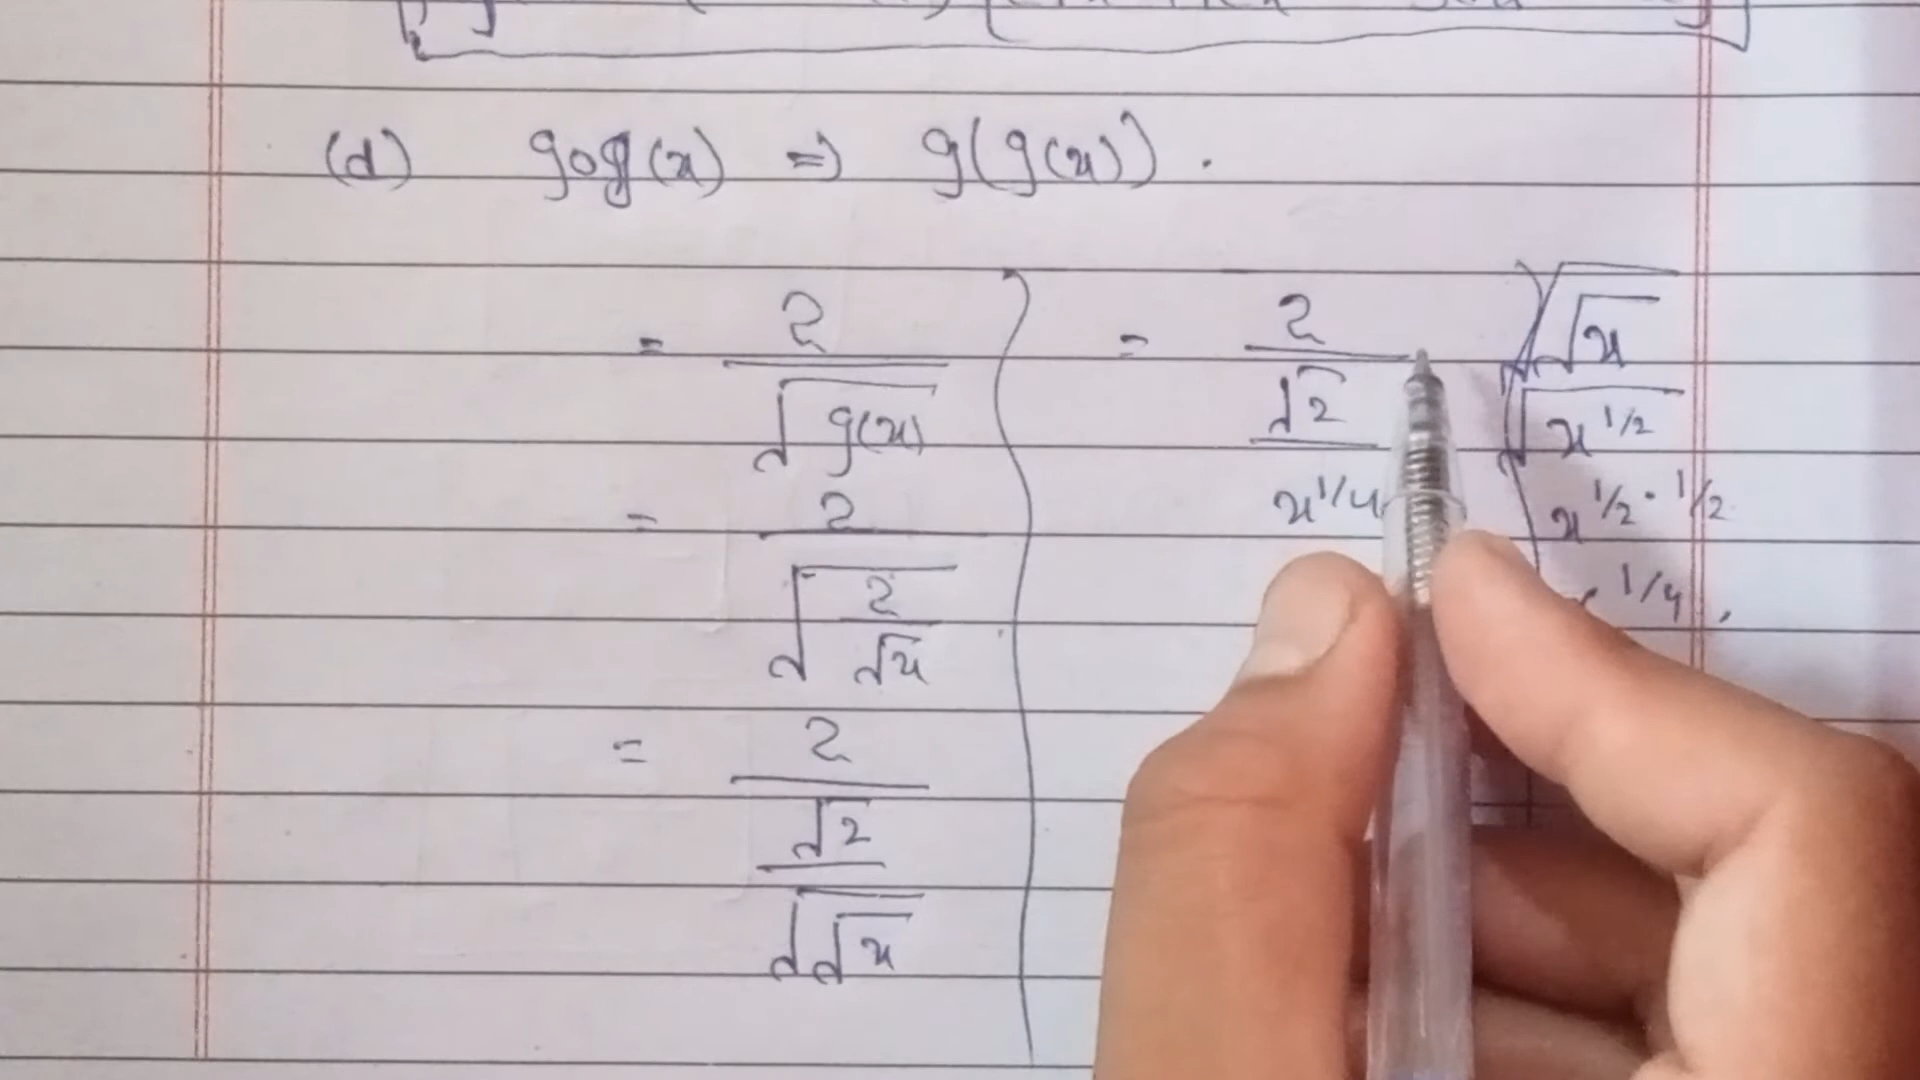 (d) gog(x) ⇒ g(g(x)).
= 2/√g(x)
= 2/√(2/√x)
= 2/(√2/√√x)
= 2/(√2/x^1/4)
√√x
√x^1/2
x^1/2·1/2
1/4.